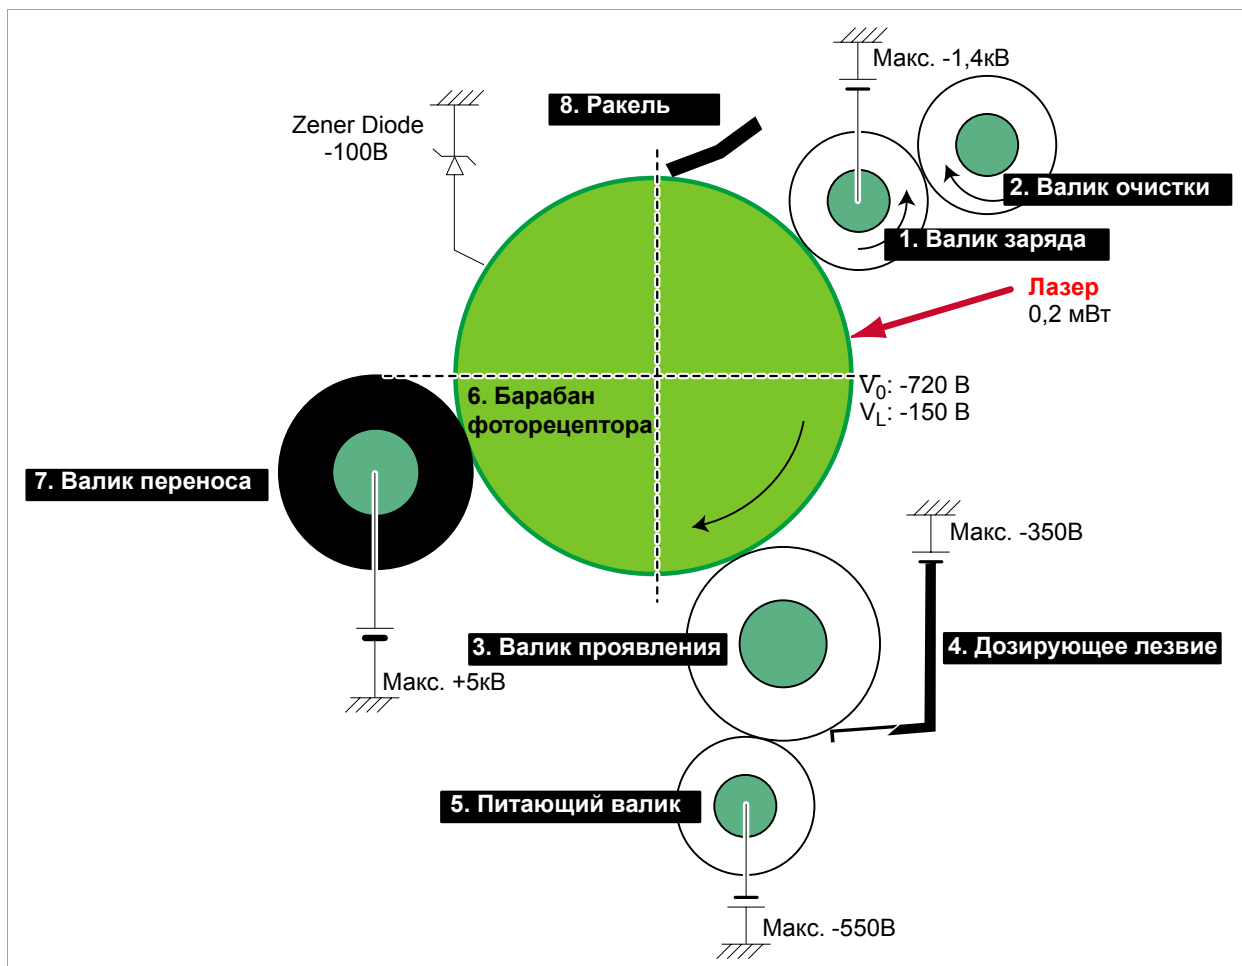 Макс. -1,4кВ
8. Ракель
Zener Diode
-100В
2. Валик очистки
1. Валик заряда
Лазер
0,2 мВт
V₀: -720 В
V_L: -150 В
6. Барабан
фоторецептора
7. Валик переноса
Макс. -350В
3. Валик проявления
4. Дозирующее лезвие
Макс. +5кВ
5. Питающий валик
Макс. -550В